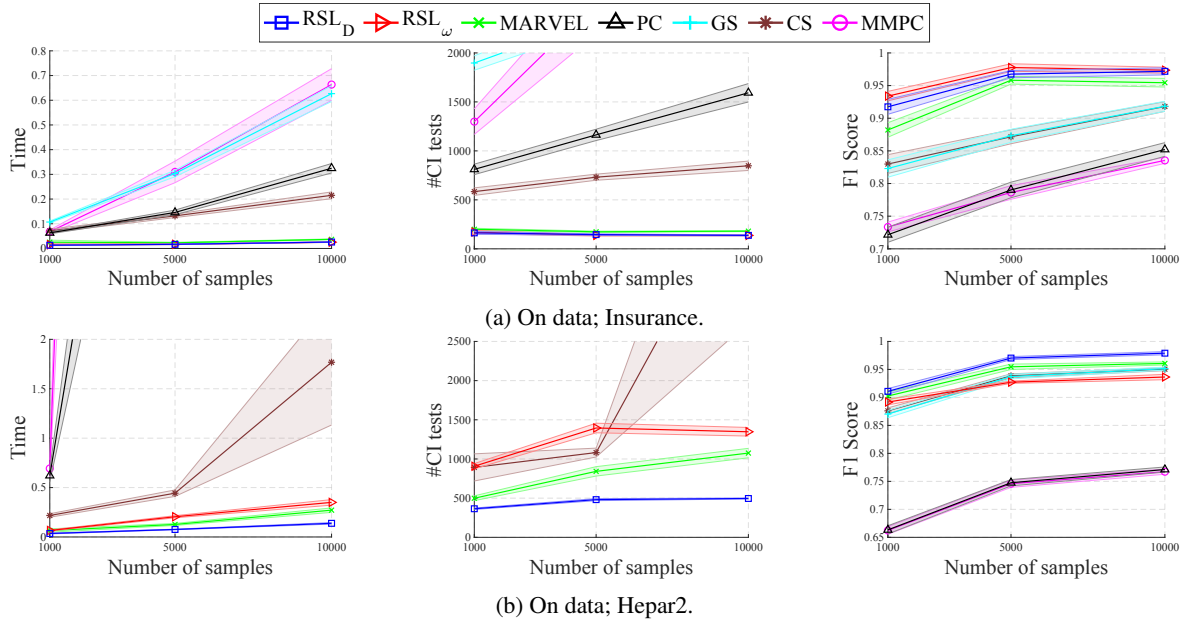 RSL_D RSL_ω MARVEL PC GS CS MMPC
0.8
0.7
0.6
0.5
0.4
0.3
0.2
0.1
0
Time
1000 5000 10000
Number of samples
2000
1500
1000
500
0
#CI tests
1000 5000 10000
Number of samples
1
0.95
0.9
0.85
0.8
0.75
0.7
F1 Score
1000 5000 10000
Number of samples
(a) On data; Insurance.
2
1.5
1
0.5
0
Time
1000 5000 10000
Number of samples
2500
2000
1500
1000
500
0
#CI tests
1000 5000 10000
Number of samples
1
0.95
0.9
0.85
0.8
0.75
0.7
0.65
F1 Score
1000 5000 10000
Number of samples
(b) On data; Hepar2.